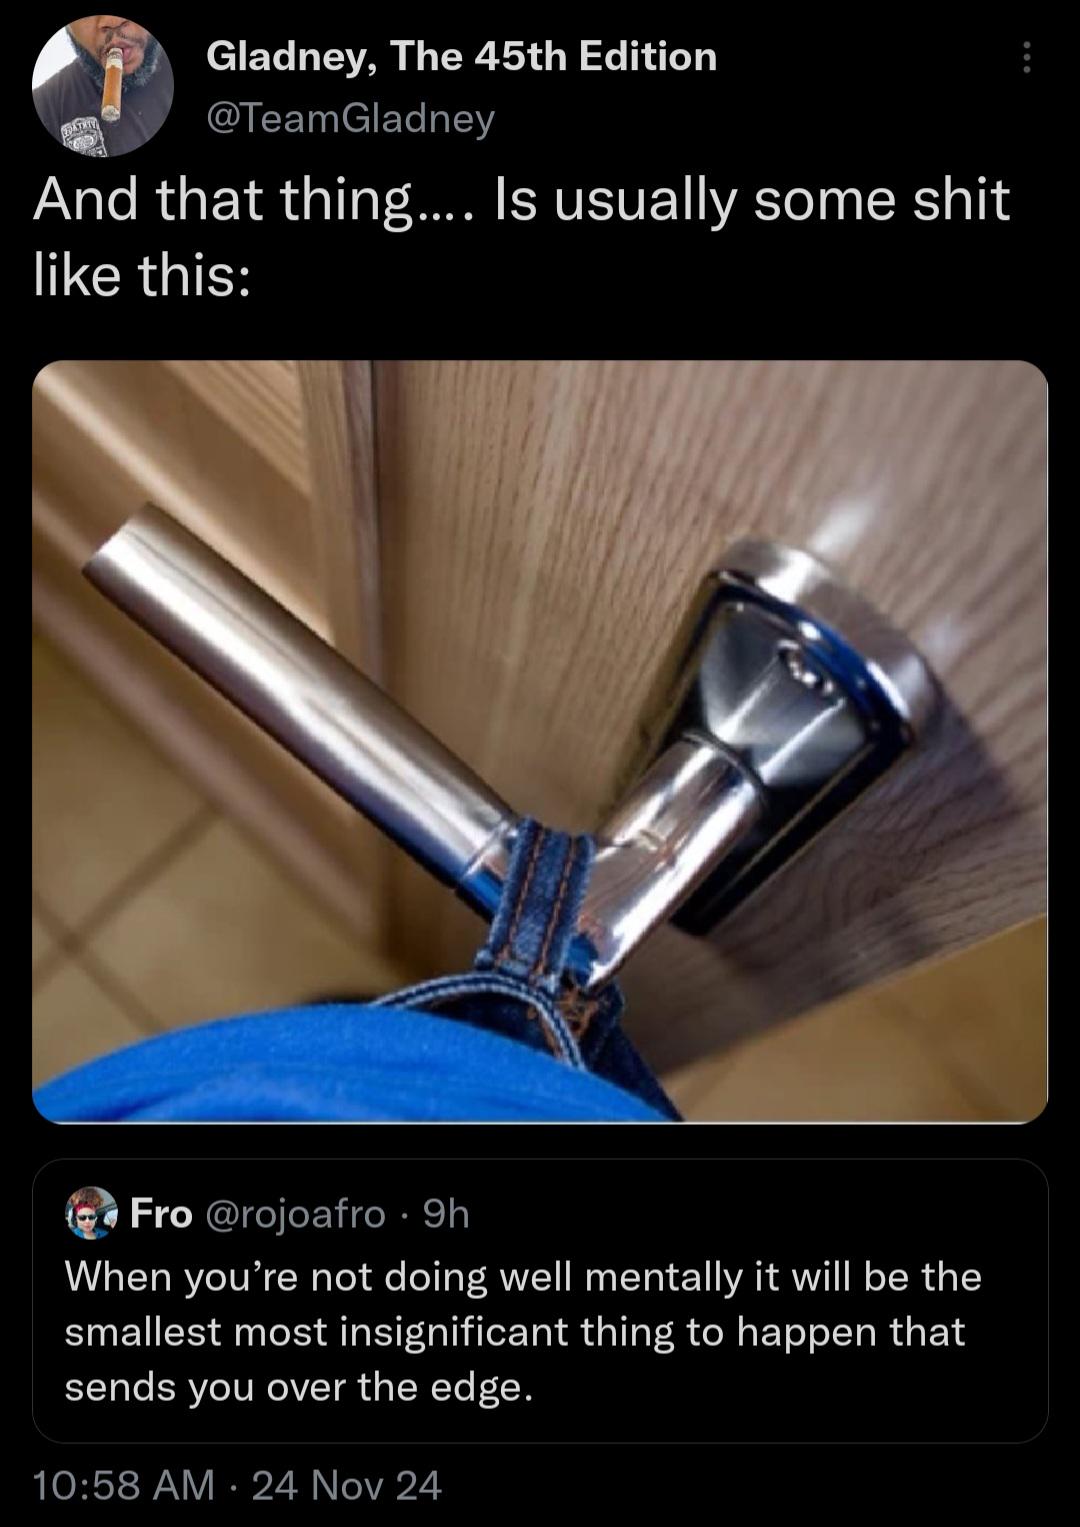 Gladney, The 45th Edition
@TeamGladney
And that thing.... Is usually some shit
like this:
Fro @rojoafro · 9h
When you’re not doing well mentally it will be the
smallest most insignificant thing to happen that
sends you over the edge.
10:58 AM · 24 Nov 24